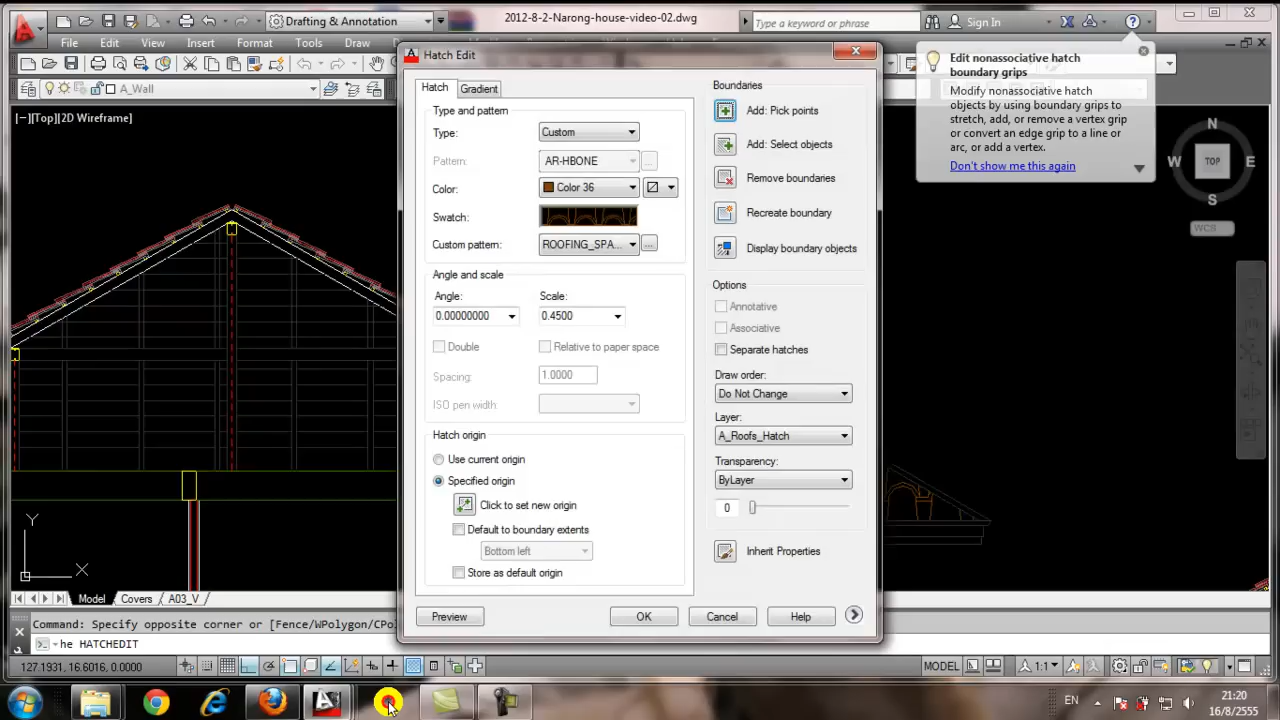 Drafting & Annotation
2012-8-2-Narong-house-video-02.dwg
Type a keyword or phrase
Sign In
File Edit View Insert Format Tools Draw
A_Wall
[−][Top][2D Wireframe]
Hatch Edit
Hatch Gradient
Type and pattern
Type: Custom
Pattern: AR-HBONE
Color: Color 36
Swatch:
Custom pattern: ROOFING_SPA...
Angle and scale
Angle: Scale:
0.00000000 0.4500
Double Relative to paper space
Spacing: 1.0000
ISO pen width:
Hatch origin
Use current origin
Specified origin
Click to set new origin
Default to boundary extents
Bottom left
Store as default origin
Boundaries
Add: Pick points
Add: Select objects
Remove boundaries
Recreate boundary
Display boundary objects
Options
Annotative
Associative
Separate hatches
Draw order:
Do Not Change
Layer:
A_Roofs_Hatch
Transparency:
ByLayer
0
Inherit Properties
Preview OK Cancel Help
Edit nonassociative hatch
boundary grips
Modify nonassociative hatch
objects by using boundary grips to
stretch, add, or remove a vertex grip
or convert an edge grip to a line or
arc, or add a vertex.
Don't show me this again
N
W TOP E
S
WCS
Y
X
Model Covers A03_V
Command: Specify opposite corner or [Fence/WPolygon/CPo
he HATCHEDIT
127.1931, 16.6016, 0.0000
MODEL
1:1
EN
21:20
16/8/2555